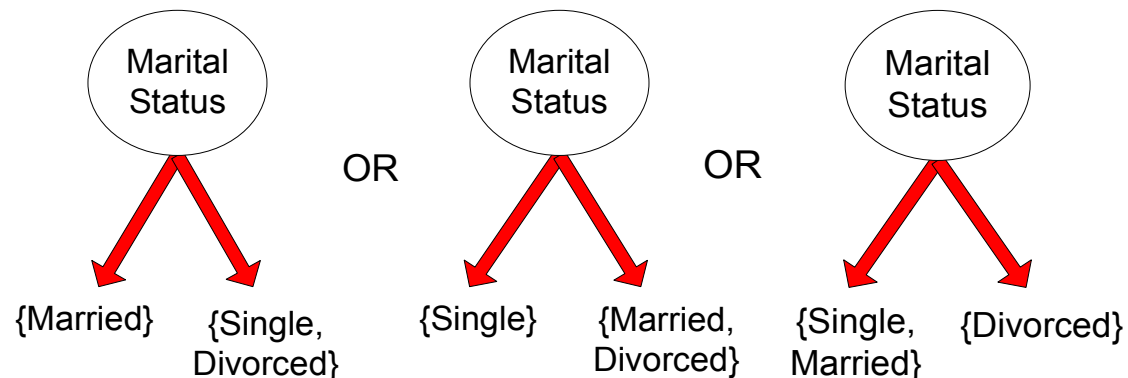 Marital
Status
OR
Marital
Status
OR
Marital
Status
{Married}
{Single,
Divorced}
{Single}
{Married,
Divorced}
{Single,
Married}
{Divorced}